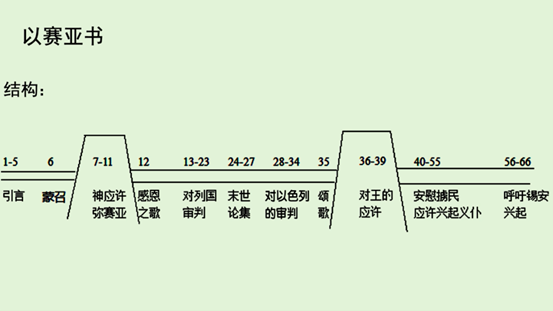 以赛亚书
结构：
1-5 6 7-11 12 13-23 24-27 28-34 35 36-39 40-55 56-66
引言 蒙召 神应许 感恩 对列国 末世 对以色列 颂 对王的 安慰掳民 呼吁锡安
弥赛亚 之歌 审判 论集 的审判 歌 应许 应许兴起义仆 兴起